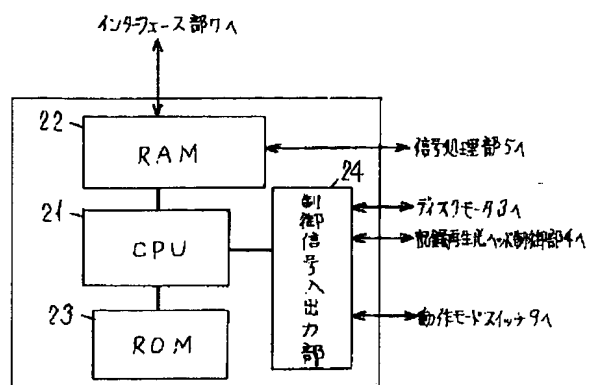 インターフェース部7へ
22
RAM
信号処理部5へ
24
制御信号入出力部
ディスクモータ3へ
21
CPU
記録再生ヘッド制御部4へ
23
ROM
動作モードスイッチ9へ